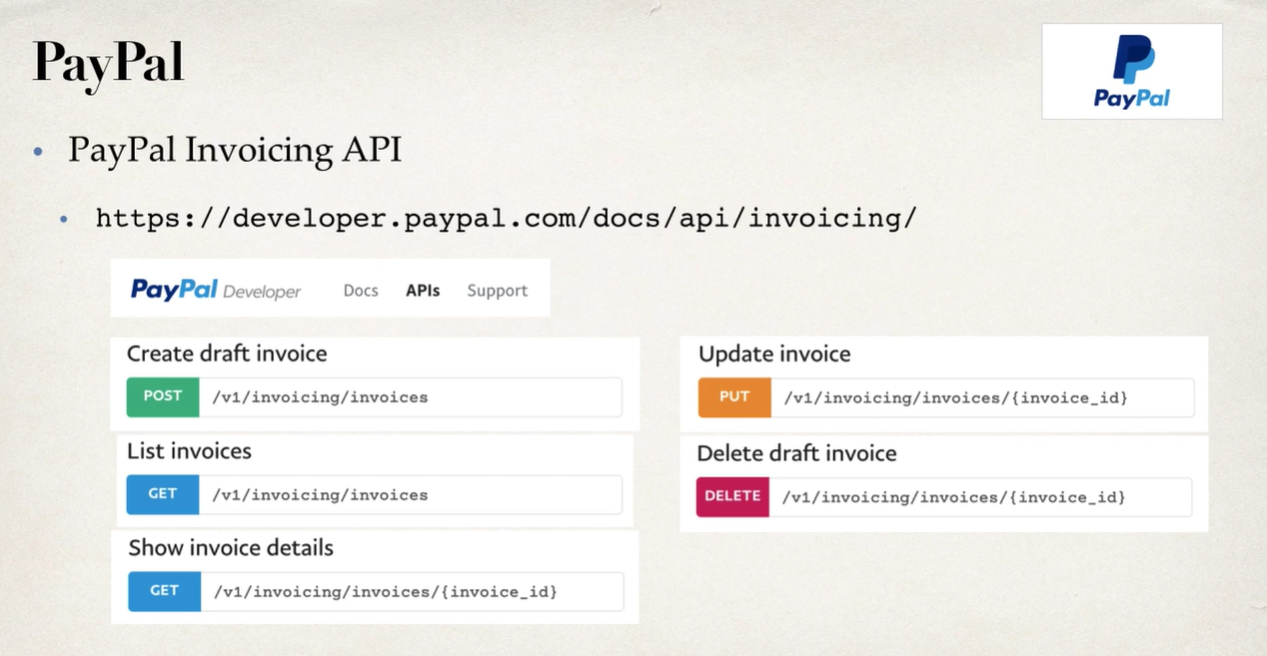 PayPal
PayPal
• PayPal Invoicing API
• https://developer.paypal.com/docs/api/invoicing/
PayPal Developer Docs APIs Support
Create draft invoice
POST /v1/invoicing/invoices
List invoices
GET /v1/invoicing/invoices
Show invoice details
GET /v1/invoicing/invoices/{invoice_id}
Update invoice
PUT /v1/invoicing/invoices/{invoice_id}
Delete draft invoice
DELETE /v1/invoicing/invoices/{invoice_id}